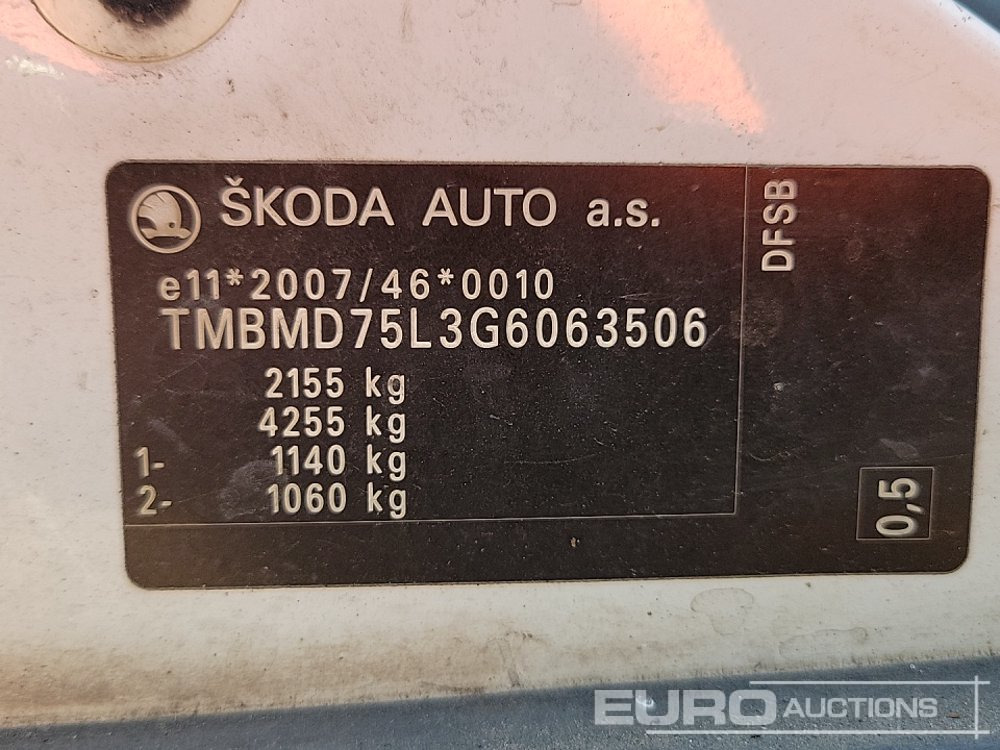 ŠKODA AUTO a.s.
e11*2007/46*0010
TMBMD75L3G6063506
2155 kg
4255 kg
1- 1140 kg
2- 1060 kg
DFSB
0,5
EURO AUCTIONS